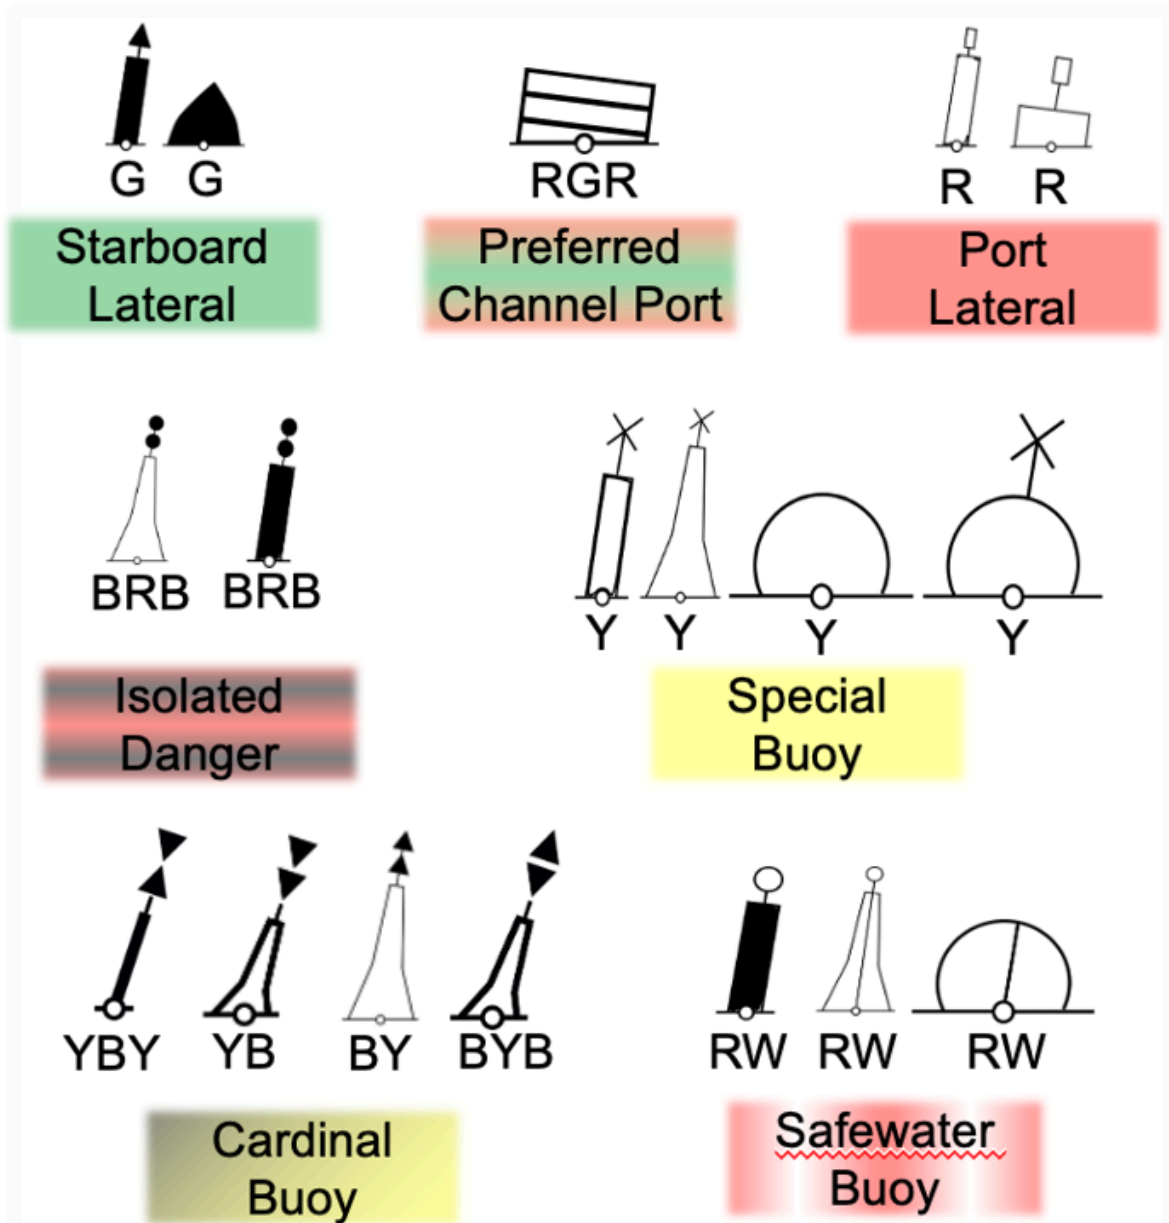 G G
RGR
R R
Starboard
Lateral
Preferred
Channel Port
Port
Lateral
BRB BRB
Y Y Y Y
Isolated
Danger
Special
Buoy
YBY YB BY BYB
RW RW RW
Cardinal
Buoy
Safewater
Buoy